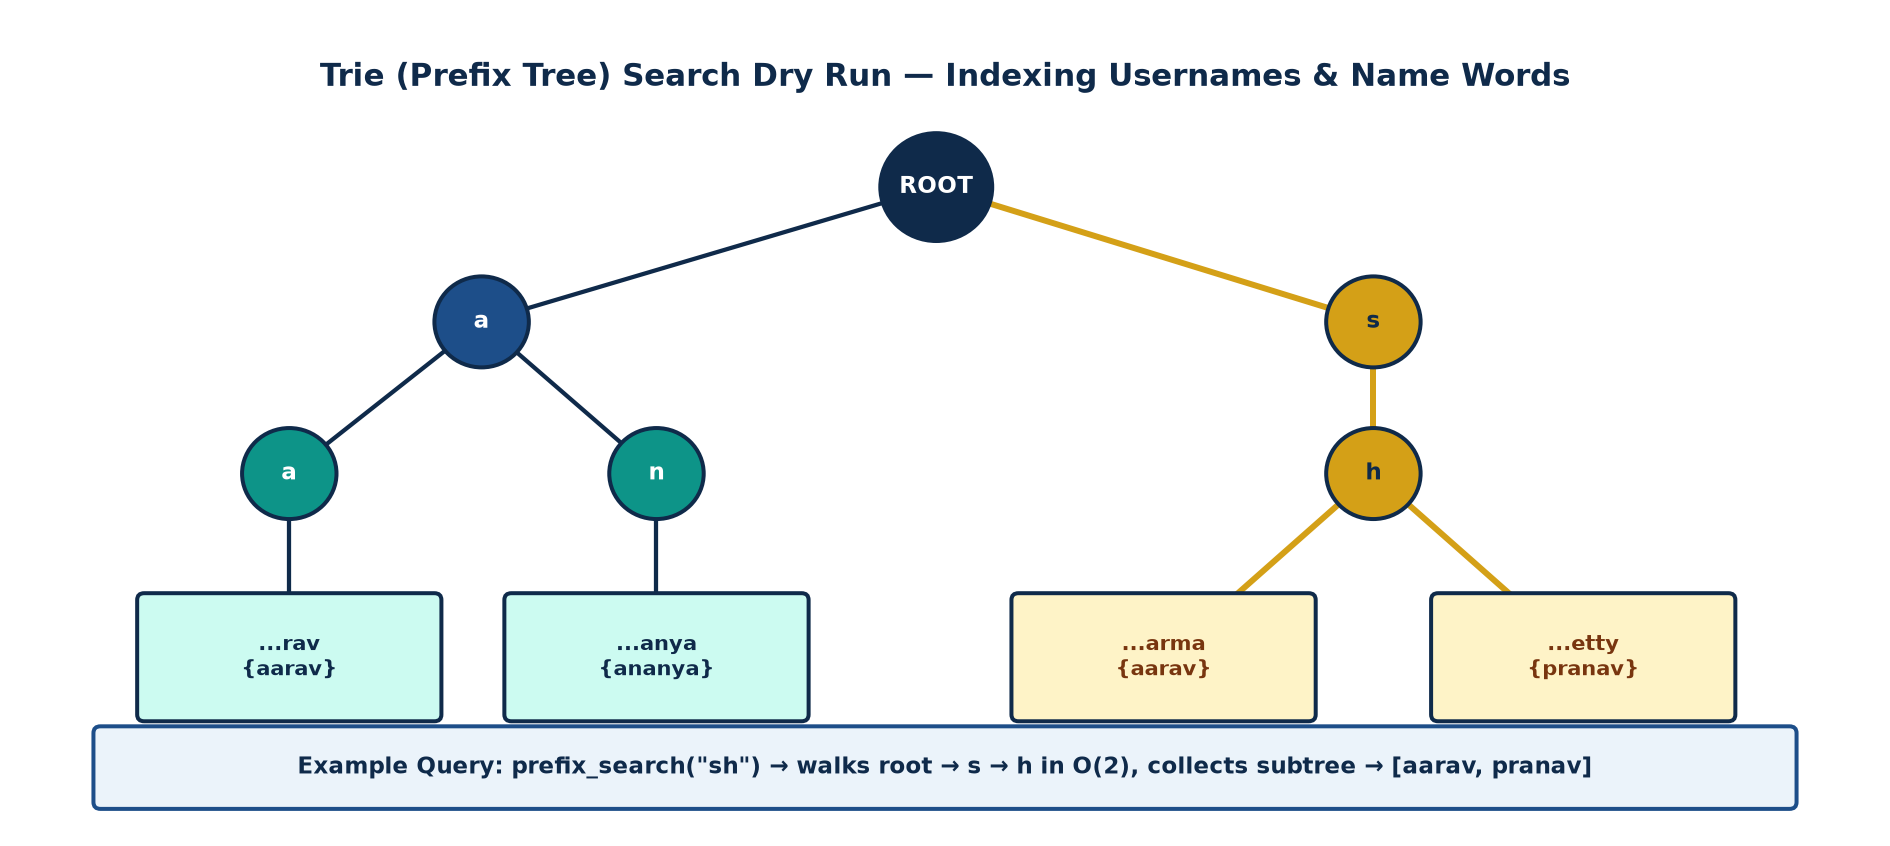 Trie (Prefix Tree) Search Dry Run — Indexing Usernames & Name Words
ROOT
a
s
a
n
h
...rav
{aarav}
...anya
{ananya}
...arma
{aarav}
...etty
{pranav}
Example Query: prefix_search("sh") → walks root → s → h in O(2), collects subtree → [aarav, pranav]